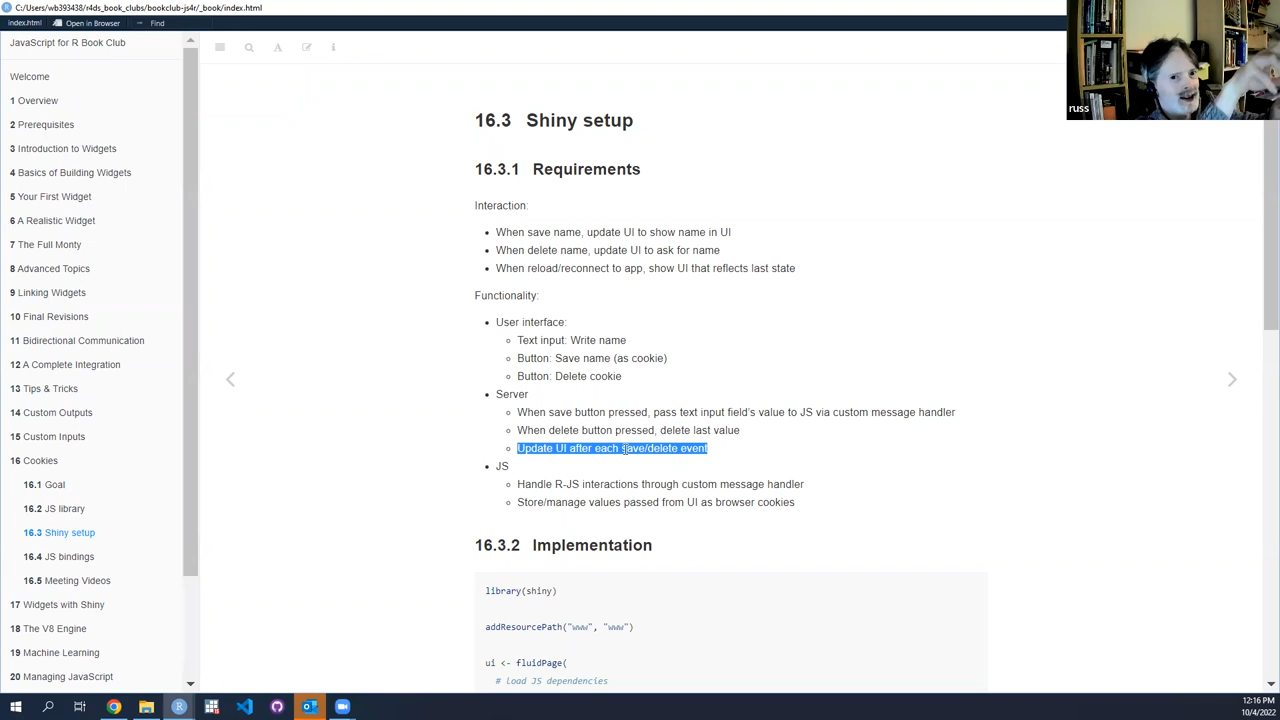 C:/Users/wb393438/r4ds_book_clubs/bookclub-js4r/_book/index.html
index.html
Open in Browser
Find
JavaScript for R Book Club
Welcome
1 Overview
2 Prerequisites
3 Introduction to Widgets
4 Basics of Building Widgets
5 Your First Widget
6 A Realistic Widget
7 The Full Monty
8 Advanced Topics
9 Linking Widgets
10 Final Revisions
11 Bidirectional Communication
12 A Complete Integration
13 Tips & Tricks
14 Custom Outputs
15 Custom Inputs
16 Cookies
16.1 Goal
16.2 JS library
16.3 Shiny setup
16.4 JS bindings
16.5 Meeting Videos
17 Widgets with Shiny
18 The V8 Engine
19 Machine Learning
20 Managing JavaScript
16.3 Shiny setup
16.3.1 Requirements
Interaction:
• When save name, update UI to show name in UI
• When delete name, update UI to ask for name
• When reload/reconnect to app, show UI that reflects last state
Functionality:
• User interface:
◦ Text input: Write name
◦ Button: Save name (as cookie)
◦ Button: Delete cookie
• Server
◦ When save button pressed, pass text input field's value to JS via custom message handler
◦ When delete button pressed, delete last value
◦ Update UI after each save/delete event
• JS
◦ Handle R-JS interactions through custom message handler
◦ Store/manage values passed from UI as browser cookies
16.3.2 Implementation
library(shiny)
addResourcePath("www", "www")
ui <- fluidPage(
# load JS dependencies
russ
12:16 PM
10/4/2022